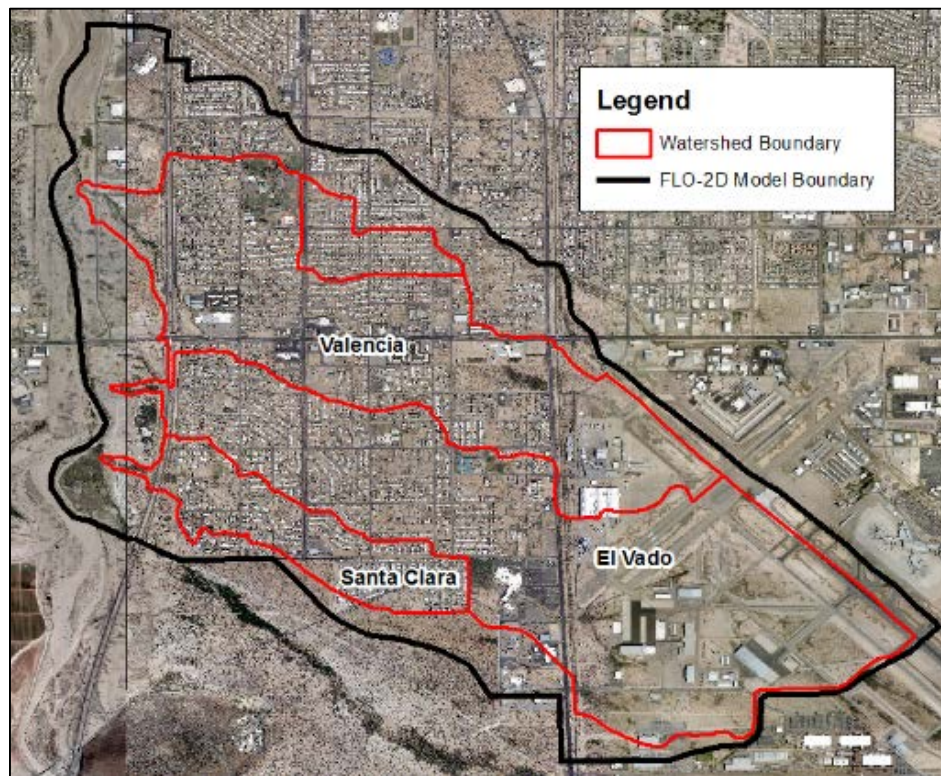 Legend
Watershed Boundary
FLO-2D Model Boundary
Valencia
El Vado
Santa Clara